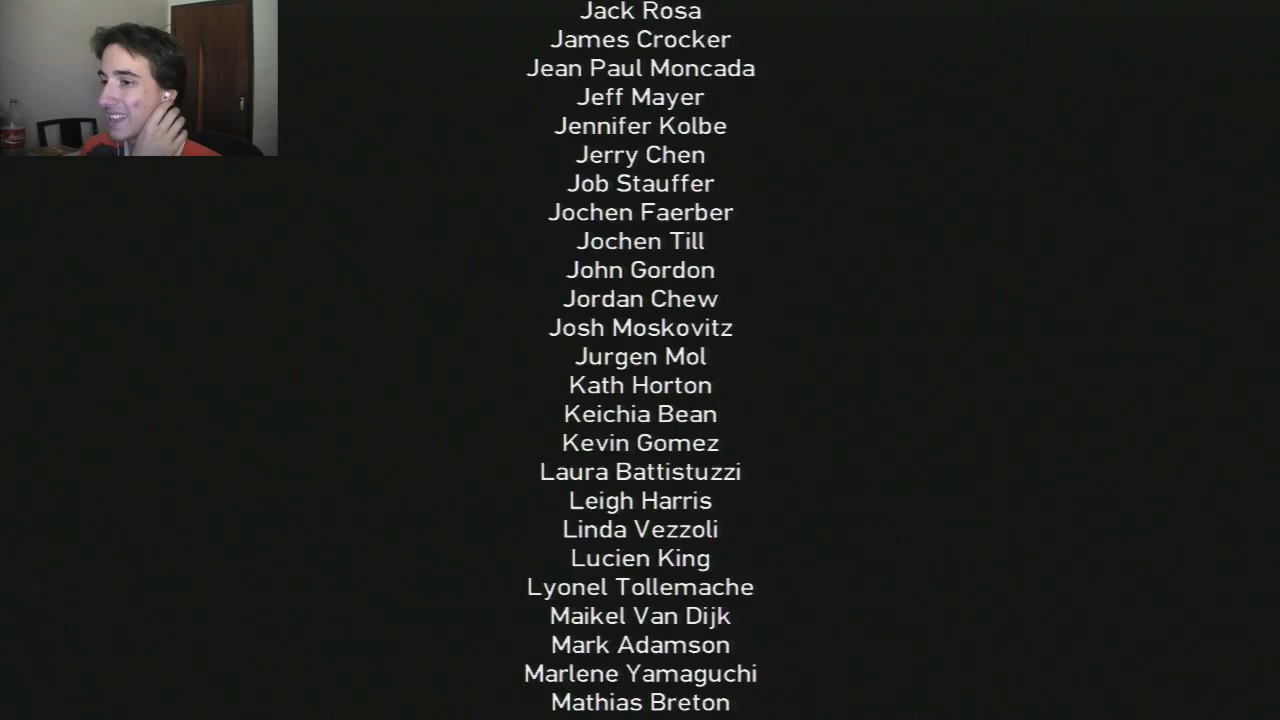 Jack Rosa
James Crocker
Jean Paul Moncada
Jeff Mayer
Jennifer Kolbe
Jerry Chen
Job Stauffer
Jochen Faerber
Jochen Till
John Gordon
Jordan Chew
Josh Moskovitz
Jurgen Mol
Kath Horton
Keichia Bean
Kevin Gomez
Laura Battistuzzi
Leigh Harris
Linda Vezzoli
Lucien King
Lyonel Tollemache
Maikel Van Dijk
Mark Adamson
Marlene Yamaguchi
Mathias Breton